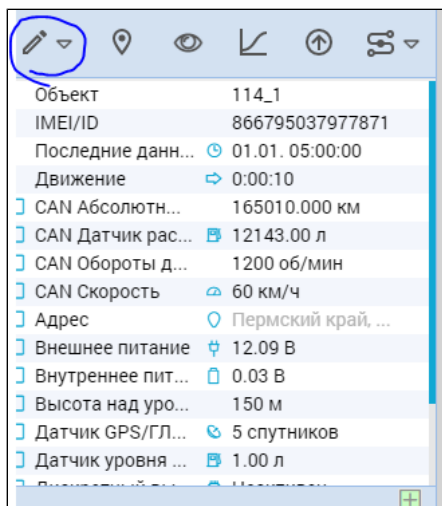 Объект 114_1
IMEI/ID 866795037977871
Последние данн... 01.01. 05:00:00
Движение 0:00:10
CAN Абсолютн... 165010.000 км
CAN Датчик рас... 12143.00 л
CAN Обороты д... 1200 об/мин
CAN Скорость 60 км/ч
Адрес Пермский край, ...
Внешнее питание 12.09 В
Внутреннее пит... 0.03 В
Высота над уро... 150 м
Датчик GPS/ГЛ... 5 спутников
Датчик уровня ... 1.00 л